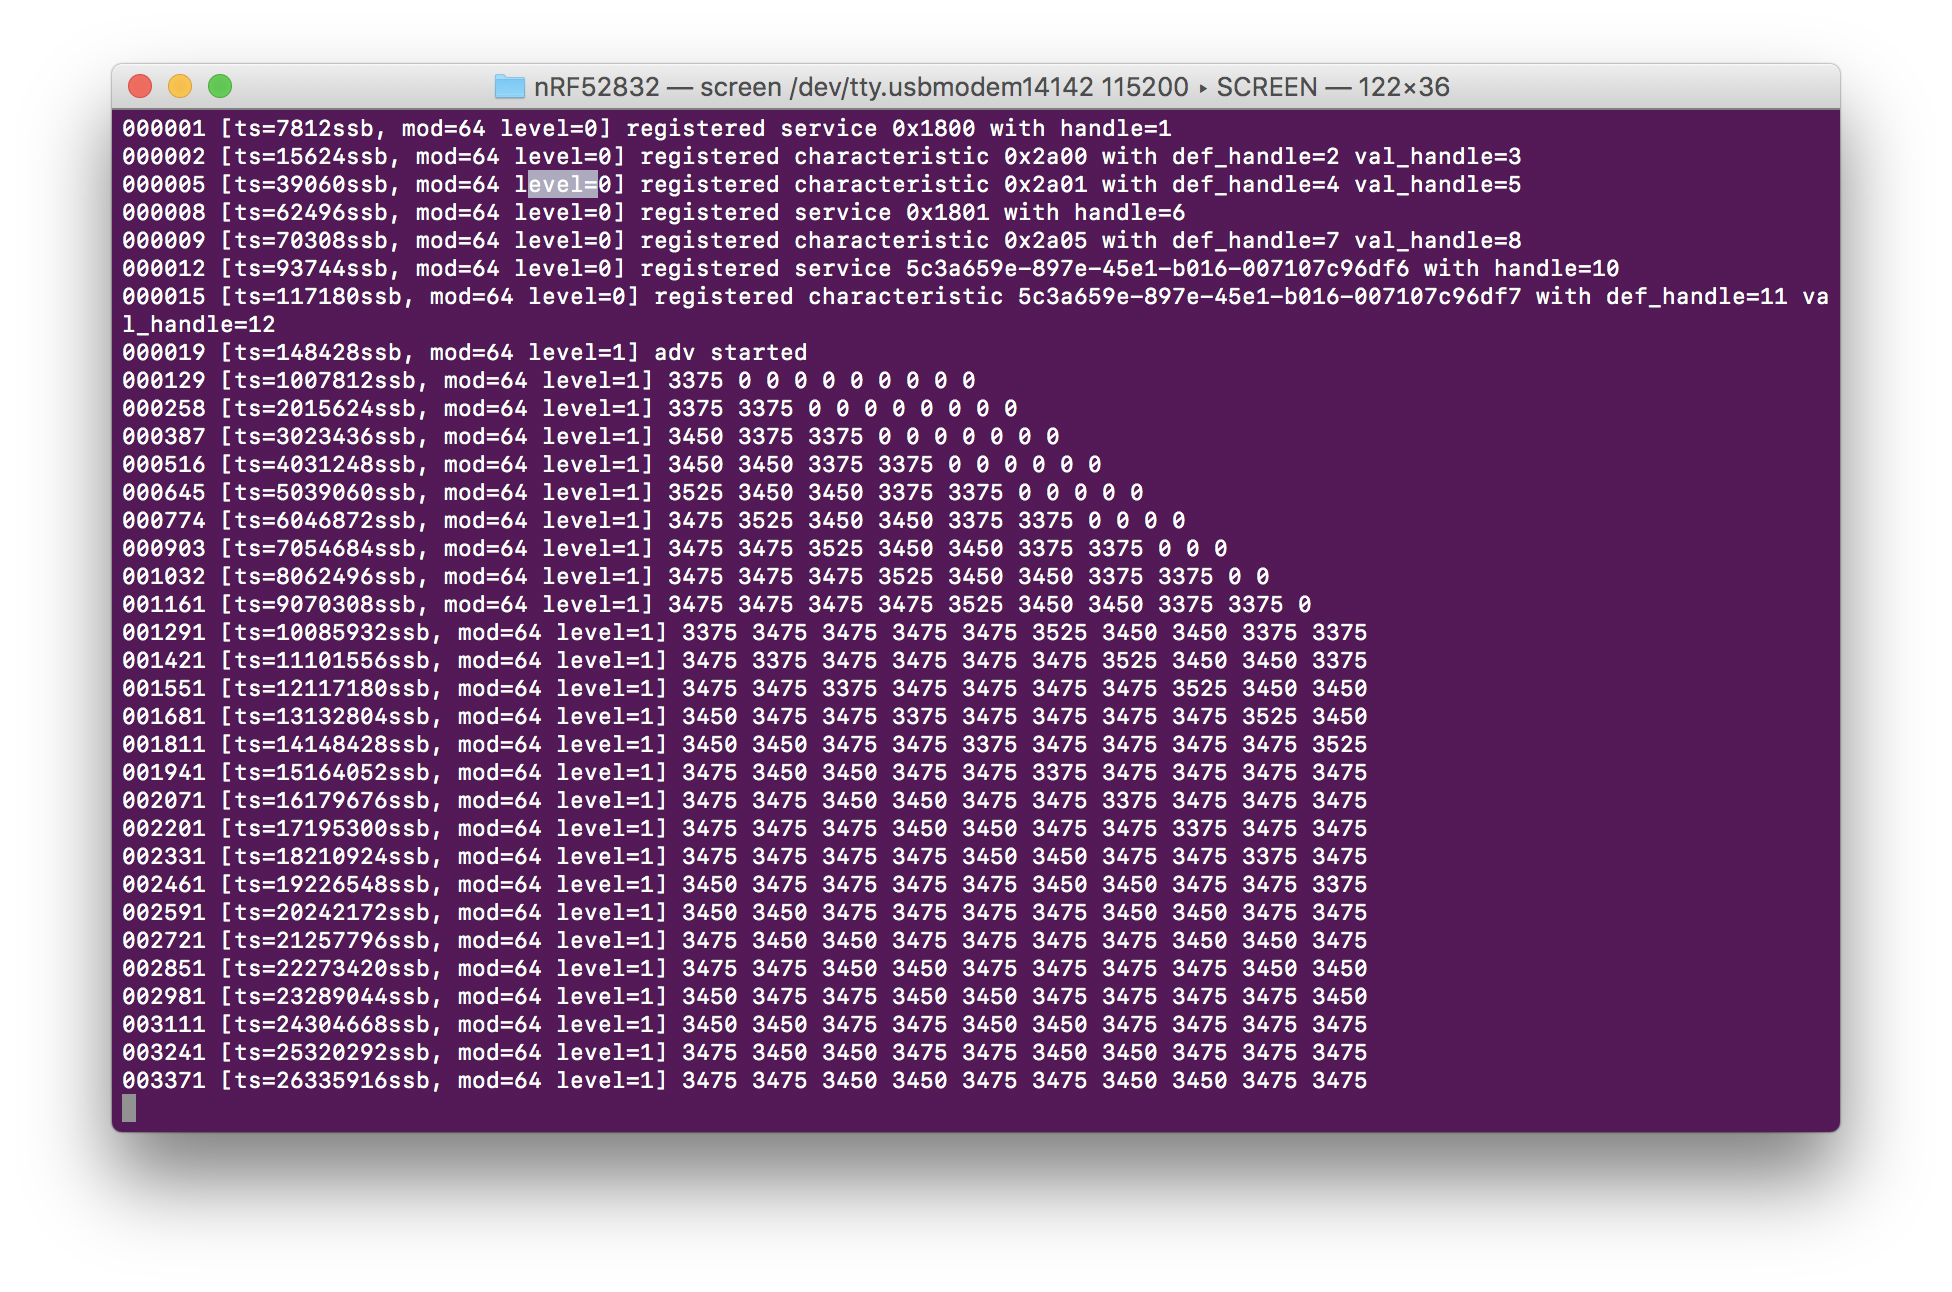 nRF52832 — screen /dev/tty.usbmodem14142 115200 ▸ SCREEN — 122×36
000001 [ts=7812ssb, mod=64 level=0] registered service 0x1800 with handle=1
000002 [ts=15624ssb, mod=64 level=0] registered characteristic 0x2a00 with def_handle=2 val_handle=3
000005 [ts=39060ssb, mod=64 level=0] registered characteristic 0x2a01 with def_handle=4 val_handle=5
000008 [ts=62496ssb, mod=64 level=0] registered service 0x1801 with handle=6
000009 [ts=70308ssb, mod=64 level=0] registered characteristic 0x2a05 with def_handle=7 val_handle=8
000012 [ts=93744ssb, mod=64 level=0] registered service 5c3a659e-897e-45e1-b016-007107c96df6 with handle=10
000015 [ts=117180ssb, mod=64 level=0] registered characteristic 5c3a659e-897e-45e1-b016-007107c96df7 with def_handle=11 va
l_handle=12
000019 [ts=148428ssb, mod=64 level=1] adv started
000129 [ts=1007812ssb, mod=64 level=1] 3375 0 0 0 0 0 0 0 0 0
000258 [ts=2015624ssb, mod=64 level=1] 3375 3375 0 0 0 0 0 0 0 0
000387 [ts=3023436ssb, mod=64 level=1] 3450 3375 3375 0 0 0 0 0 0 0
000516 [ts=4031248ssb, mod=64 level=1] 3450 3450 3375 3375 0 0 0 0 0 0
000645 [ts=5039060ssb, mod=64 level=1] 3525 3450 3450 3375 3375 0 0 0 0 0
000774 [ts=6046872ssb, mod=64 level=1] 3475 3525 3450 3450 3375 3375 0 0 0 0
000903 [ts=7054684ssb, mod=64 level=1] 3475 3475 3525 3450 3450 3375 3375 0 0 0
001032 [ts=8062496ssb, mod=64 level=1] 3475 3475 3475 3525 3450 3450 3375 3375 0 0
001161 [ts=9070308ssb, mod=64 level=1] 3475 3475 3475 3475 3525 3450 3450 3375 3375 0
001291 [ts=10085932ssb, mod=64 level=1] 3375 3475 3475 3475 3475 3525 3450 3450 3375 3375
001421 [ts=11101556ssb, mod=64 level=1] 3475 3375 3475 3475 3475 3475 3525 3450 3450 3375
001551 [ts=12117180ssb, mod=64 level=1] 3475 3475 3375 3475 3475 3475 3475 3525 3450 3450
001681 [ts=13132804ssb, mod=64 level=1] 3450 3475 3475 3375 3475 3475 3475 3475 3525 3450
001811 [ts=14148428ssb, mod=64 level=1] 3450 3450 3475 3475 3375 3475 3475 3475 3475 3525
001941 [ts=15164052ssb, mod=64 level=1] 3475 3450 3450 3475 3475 3375 3475 3475 3475 3475
002071 [ts=16179676ssb, mod=64 level=1] 3475 3475 3450 3450 3475 3475 3375 3475 3475 3475
002201 [ts=17195300ssb, mod=64 level=1] 3475 3475 3475 3450 3450 3475 3475 3375 3475 3475
002331 [ts=18210924ssb, mod=64 level=1] 3475 3475 3475 3475 3450 3450 3475 3475 3375 3475
002461 [ts=19226548ssb, mod=64 level=1] 3450 3475 3475 3475 3475 3450 3450 3475 3475 3375
002591 [ts=20242172ssb, mod=64 level=1] 3450 3450 3475 3475 3475 3475 3450 3450 3475 3475
002721 [ts=21257796ssb, mod=64 level=1] 3475 3450 3450 3475 3475 3475 3475 3450 3450 3475
002851 [ts=22273420ssb, mod=64 level=1] 3475 3475 3450 3450 3475 3475 3475 3475 3450 3450
002981 [ts=23289044ssb, mod=64 level=1] 3450 3475 3475 3450 3450 3475 3475 3475 3475 3450
003111 [ts=24304668ssb, mod=64 level=1] 3450 3450 3475 3475 3450 3450 3475 3475 3475 3475
003241 [ts=25320292ssb, mod=64 level=1] 3475 3450 3450 3475 3475 3450 3450 3475 3475 3475
003371 [ts=26335916ssb, mod=64 level=1] 3475 3475 3450 3450 3475 3475 3450 3450 3475 3475